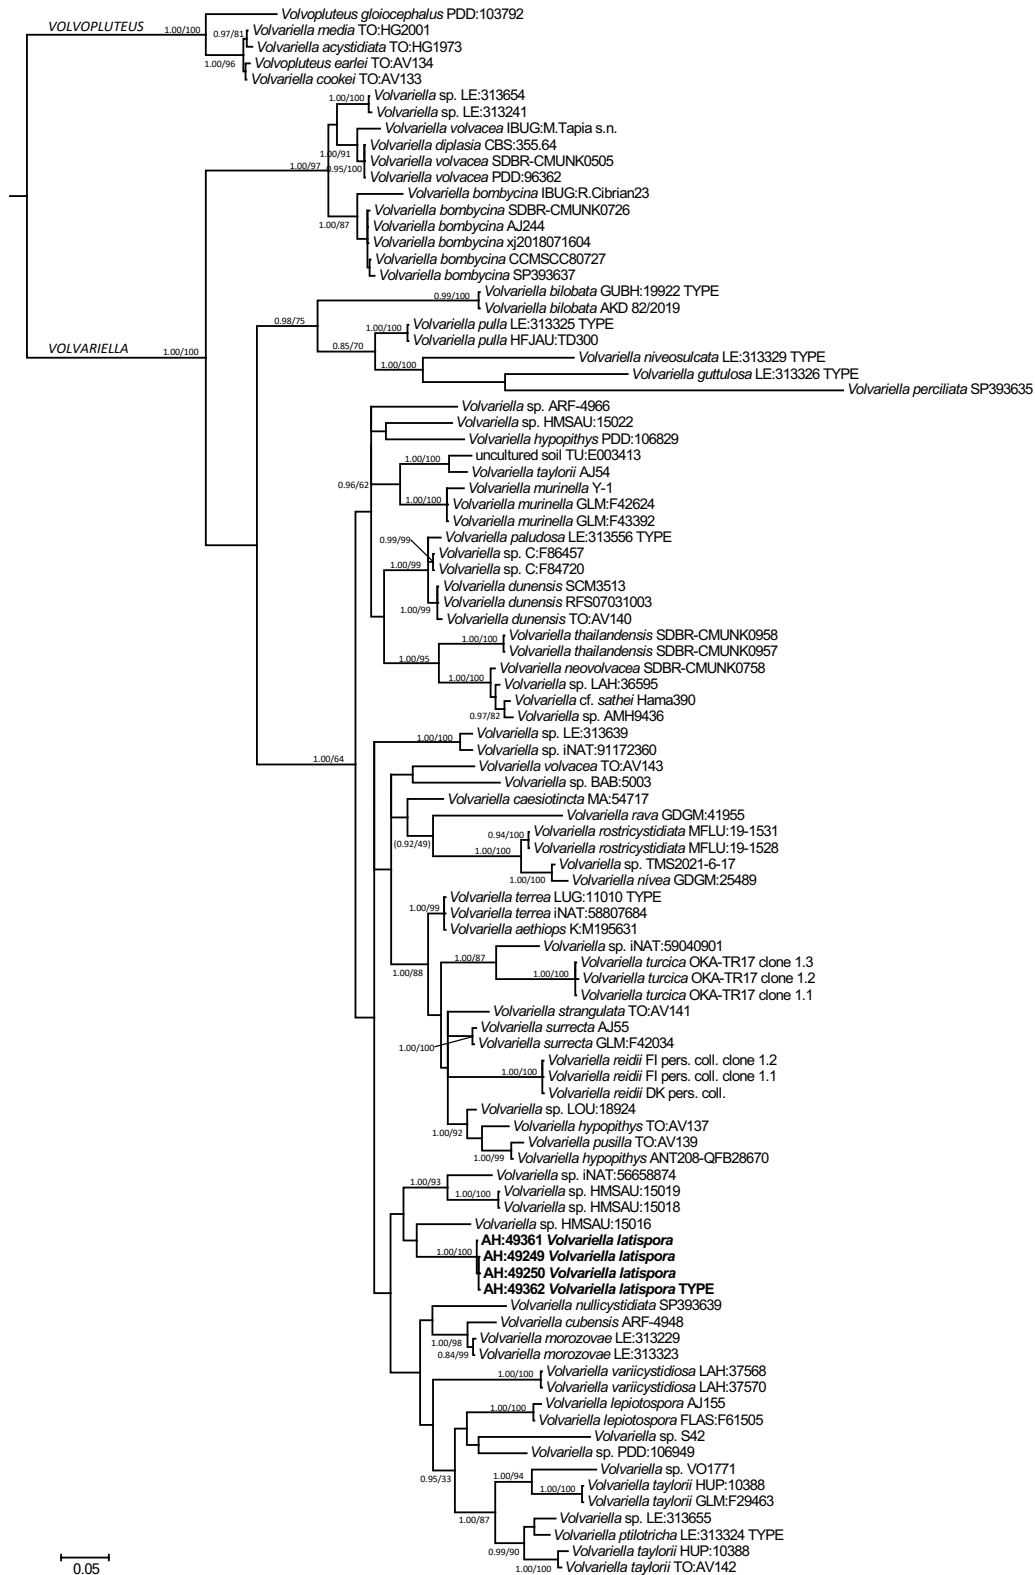 Volvopluteus gloiocephalus PDD:103792
VOLVOPLUTEUS
1.00/100
0.97/81
Volvariella media TO:HG2001
Volvariella acystidiata TO:HG1973
1.00/96
Volvopluteus earlei TO:AV134
Volvariella cookei TO:AV133
1.00/100
Volvariella sp. LE:313654
Volvariella sp. LE:313241
Volvariella volvacea IBUG:M.Tapia s.n.
Volvariella diplasia CBS:355.64
1.00/91
Volvariella volvacea SDBR-CMUNK0505
1.00/97
0.95/100
Volvariella volvacea PDD:96362
Volvariella bombycina IBUG:R.Cibrian23
Volvariella bombycina SDBR-CMUNK0726
1.00/87
Volvariella bombycina AJ244
Volvariella bombycina xj2018071604
Volvariella bombycina CCMSCC80727
Volvariella bombycina SP393637
0.99/100
Volvariella bilobata GUBH:19922 TYPE
Volvariella bilobata AKD 82/2019
0.98/75
1.00/100
Volvariella pulla LE:313325 TYPE
Volvariella pulla HFJAU:TD300
VOLVARIELLA
1.00/100
0.85/70
Volvariella niveosulcata LE:313329 TYPE
1.00/100
Volvariella guttulosa LE:313326 TYPE
Volvariella perciliata SP393635
Volvariella sp. ARF-4966
Volvariella sp. HMSAU:15022
Volvariella hypopithys PDD:106829
1.00/100
uncultured soil TU:E003413
Volvariella taylorii AJ54
0.96/62
Volvariella murinella Y-1
1.00/100
Volvariella murinella GLM:F42624
Volvariella murinella GLM:F43392
0.99/99
Volvariella paludosa LE:313556 TYPE
Volvariella sp. C:F86457
1.00/99
Volvariella sp. C:F84720
Volvariella dunensis SCM3513
1.00/99
Volvariella dunensis RFS07031003
Volvariella dunensis TO:AV140
1.00/100
Volvariella thailandensis SDBR-CMUNK0958
Volvariella thailandensis SDBR-CMUNK0957
1.00/95
Volvariella neovolvacea SDBR-CMUNK0758
1.00/100
Volvariella sp. LAH:36595
Volvariella cf. sathei Hama390
0.97/82
Volvariella sp. AMH9436
1.00/100
Volvariella sp. LE:313639
Volvariella sp. iNAT:91172360
1.00/64
Volvariella volvacea TO:AV143
Volvariella sp. BAB:5003
Volvariella caesiotincta MA:54717
Volvariella rava GDGM:41955
0.94/100
Volvariella rostricystidiata MFLU:19-1531
(0.92/49)
Volvariella rostricystidiata MFLU:19-1528
1.00/100
Volvariella sp. TMS2021-6-17
1.00/100
Volvariella nívea GDGM:25489
Volvariella terrea LUG:11010 TYPE
1.00/99
Volvariella terrea iNAT:58807684
Volvariella aethiops K:M195631
Volvariella sp. iNAT:59040901
1.00/87
Volvariella turcica OKA-TR17 clone 1.3
1.00/88
1.00/100
Volvariella turcica OKA-TR17 clone 1.2
Volvariella turcica OKA-TR17 clone 1.1
Volvariella strangulata TO:AV141
Volvariella surrecta AJ55
1.00/100
Volvariella surrecta GLM:F42034
Volvariella reidii FI pers. coll. clone 1.2
1.00/100
Volvariella reidii FI pers. coll. clone 1.1
Volvariella reidii DK pers. coll.
Volvariella sp. LOU:18924
Volvariella hypopithys TO:AV137
1.00/92
Volvariella pusilla TO:AV139
1.00/99
Volvariella hypopithys ANT208-QFB28670
Volvariella sp. iNAT:56658874
1.00/93
Volvariella sp. HMSAU:15019
1.00/100
Volvariella sp. HMSAU:15018
Volvariella sp. HMSAU:15016
AH:49361 Volvariella latispora
1.00/100
AH:49249 Volvariella latispora
AH:49250 Volvariella latispora
AH:49362 Volvariella latispora TYPE
Volvariella nullicystidiata SP393639
Volvariella cubensis ARF-4948
1.00/98
Volvariella morozovae LE:313229
0.84/99
Volvariella morozovae LE:313323
1.00/100
Volvariella variicystidiosa LAH:37568
Volvariella variicystidiosa LAH:37570
1.00/100
Volvariella lepiotospora AJ155
Volvariella lepiotospora FLAS:F61505
Volvariella sp. S42
Volvariella sp. PDD:106949
0.95/33
Volvariella sp. VO1771
1.00/94
Volvariella taylorii HUP:10388
1.00/100
Volvariella taylorii GLM:F29463
1.00/87
Volvariella sp. LE:313655
Volvariella ptilotricha LE:313324 TYPE
0.99/90
Volvariella taylorii HUP:10388
1.00/100
Volvariella taylorii TO:AV142
0.05